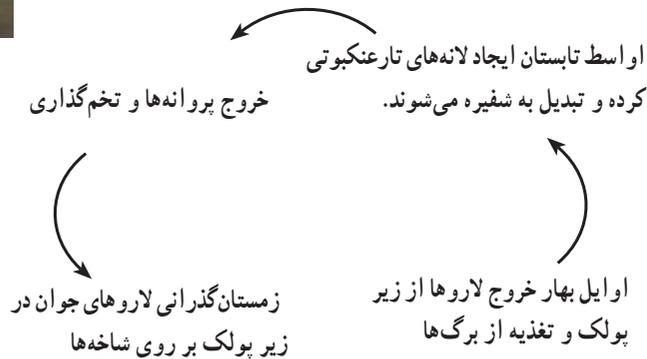 اواسط تابستان ایجاد لانه‌های تارعنکبوتی
کرده و تبدیل به شفیره می‌شوند.
خروج پروانه‌ها و تخم‌گذاری
زمستان‌گذرانی لاروهای جوان در
زیر پولک بر روی شاخه‌ها
اوایل بهار خروج لاروها از زیر
پولک و تغذیه از برگ‌ها